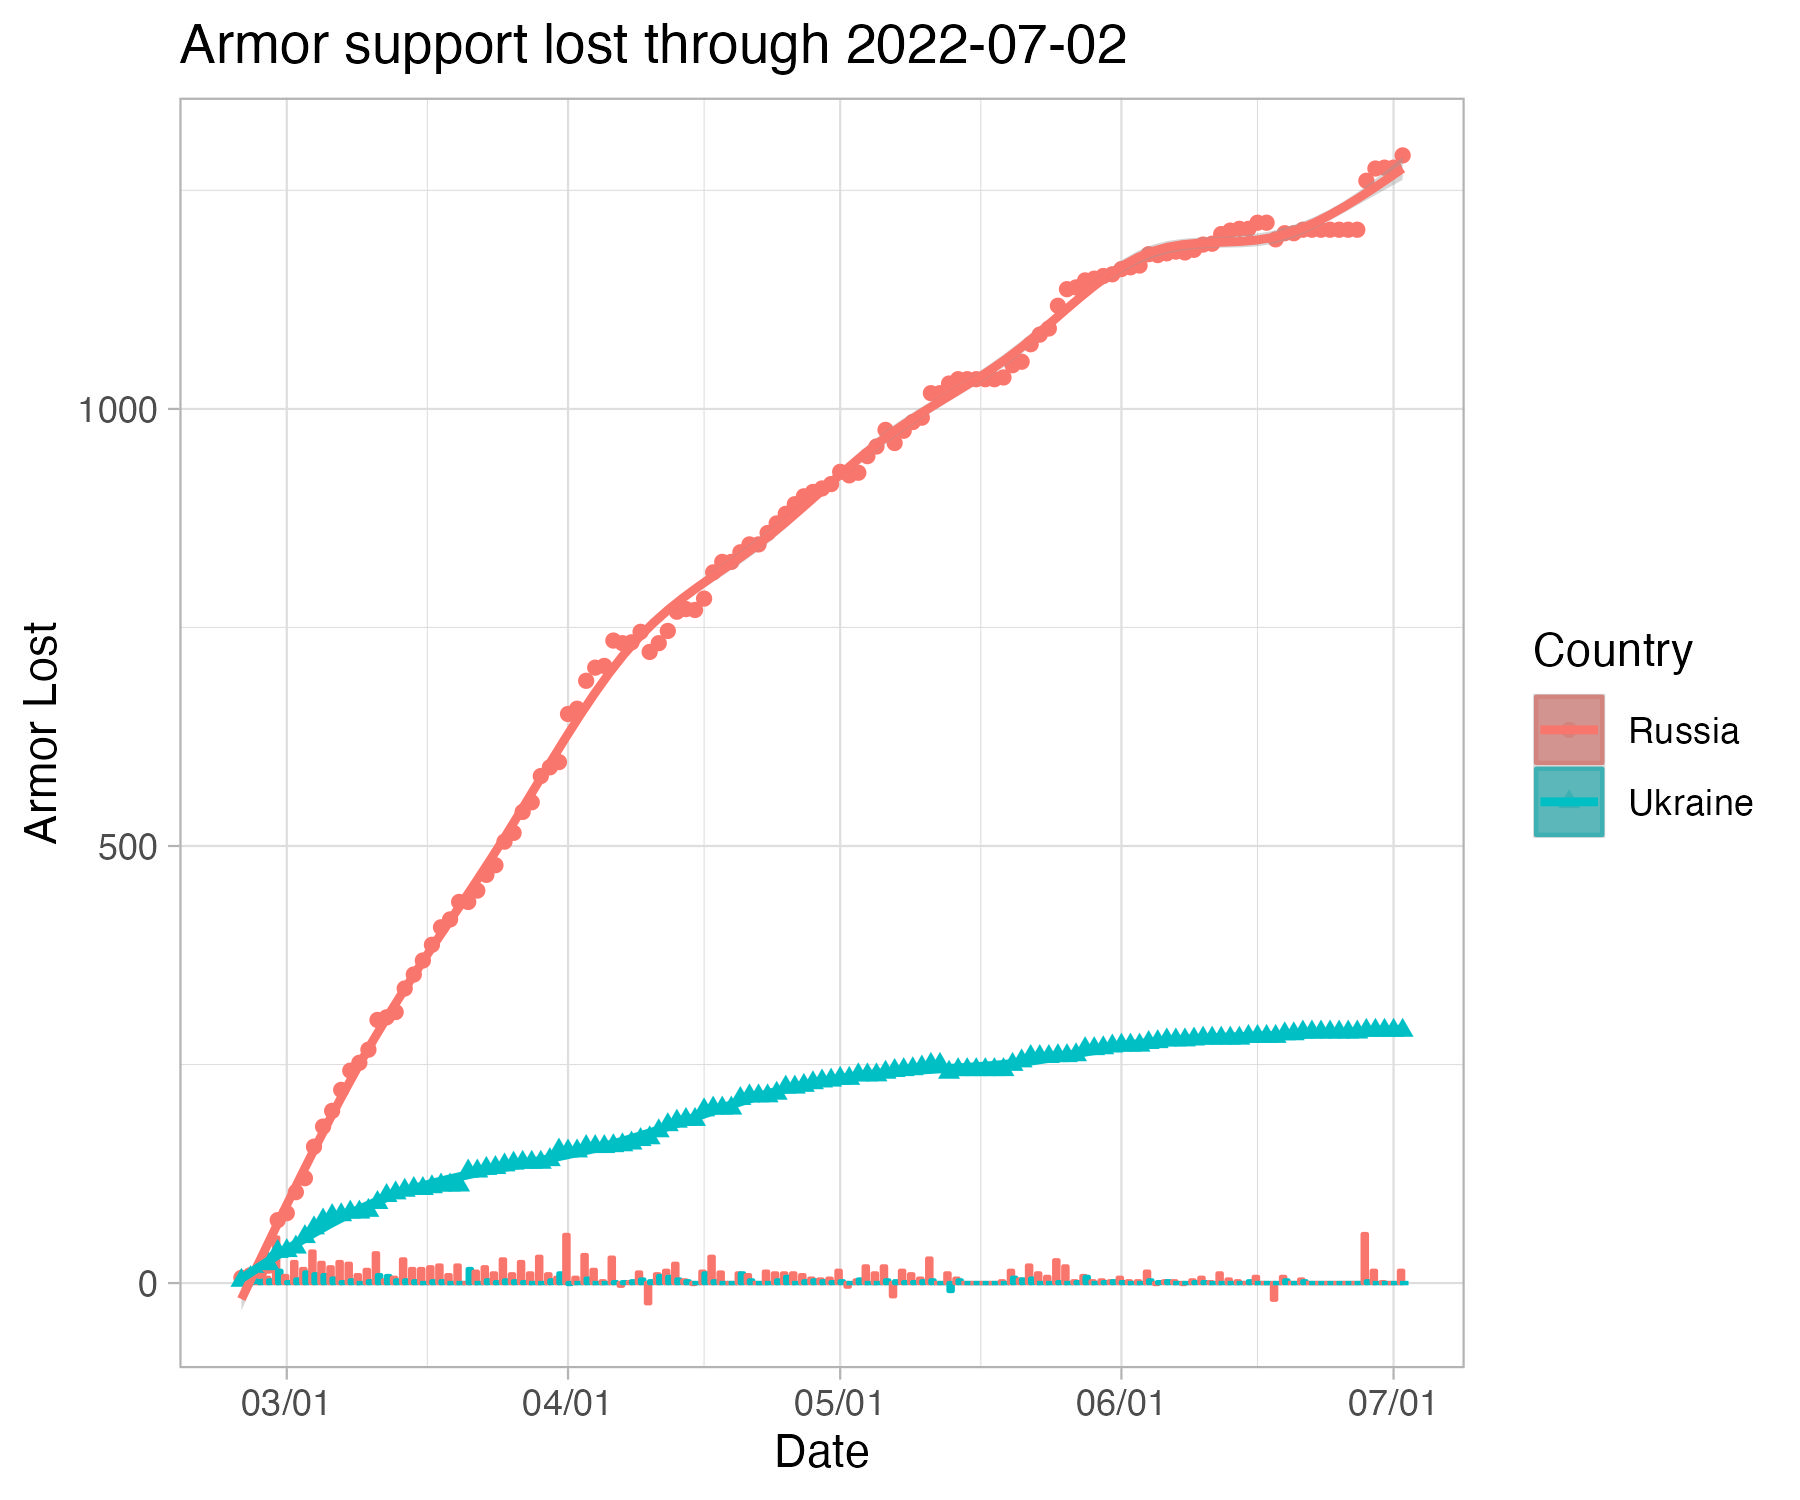 Armor support lost through 2022-07-02
Armor Lost
1000
500
0
03/01
04/01
05/01
06/01
07/01
Date
Country
Russia
Ukraine